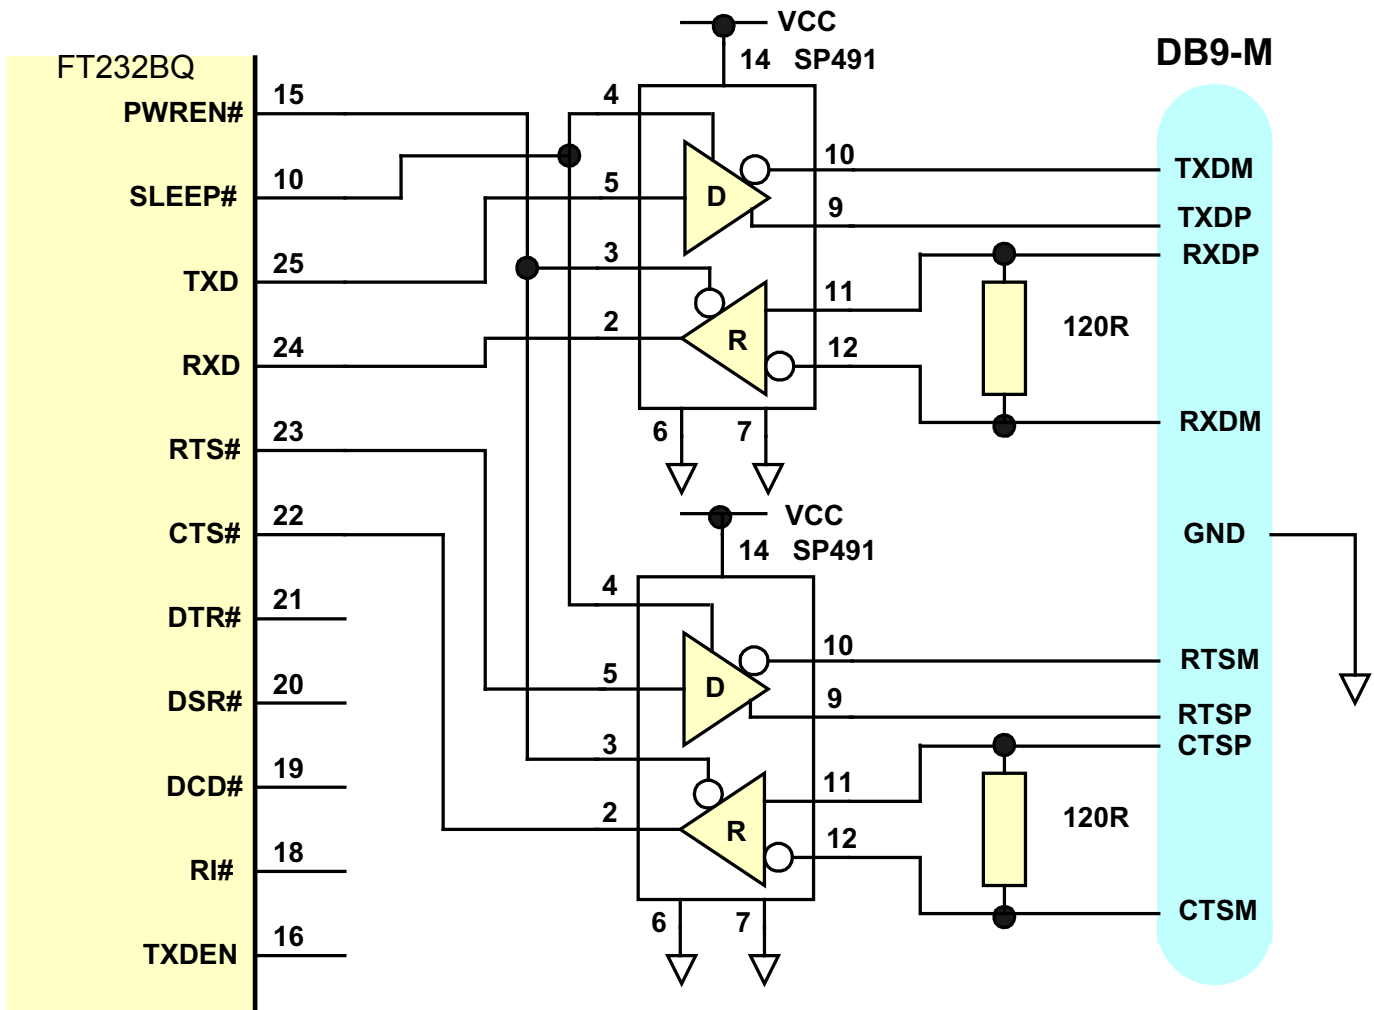 FT232BQ
PWREN# 15
SLEEP# 10
TXD 25
RXD 24
RTS# 23
CTS# 22
DTR# 21
DSR# 20
DCD# 19
RI# 18
TXDEN 16
VCC
14 SP491
4
5
3
2
D
R
10
9
11
12
6 7
VCC
14 SP491
4
5
3
2
D
R
10
9
11
12
6 7
120R
120R
DB9-M
TXDM
TXDP
RXDP
RXDM
GND
RTSM
RTSP
CTSP
CTSM